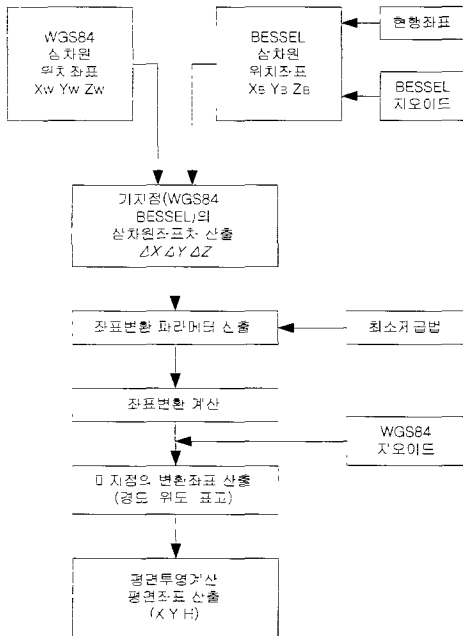 WGS84
삼차원
위치좌표
Xw Yw Zw
BESSEL
삼차원
위치좌표
XB YB ZB
현행좌표
BESSEL
지오이드
기지점(WGS84
BESSEL)의
삼차원좌표차 산출
ΔX ΔY ΔZ
좌표변환 파라메터 산출
최소제곱법
좌표변환 계산
WGS84
지오이드
미지점의 변환좌표 산출
(경도 위도 표고)
평면투영계산
평면좌표 산출
(X Y H)